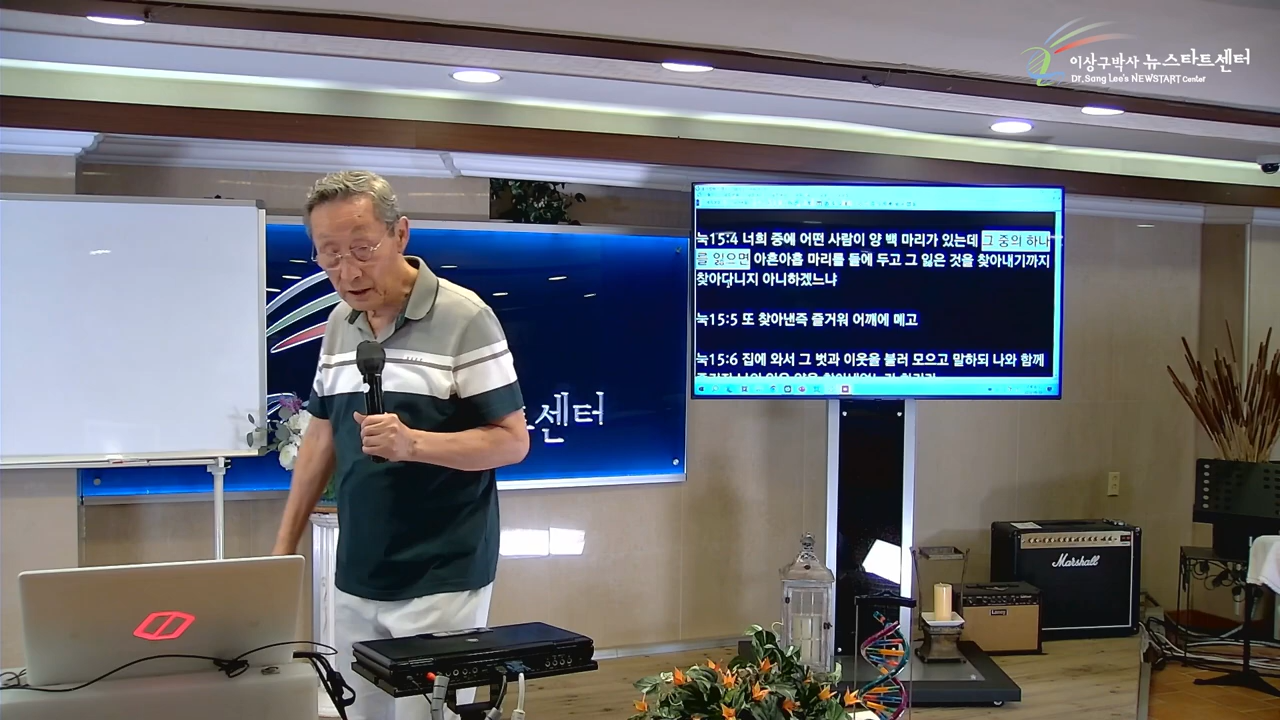 이상구박사 뉴스타트센터
Dr. Sang Lee's NEWSTART Center
눅15:4 너희 중에 어떤 사람이 양 백 마리가 있는데 그 중의 하나
를 잃으면 아흔아홉 마리를 들에 두고 그 잃은 것을 찾아내기까지
찾아다니지 아니하겠느냐
눅15:5 또 찾아낸즉 즐거워 어깨에 메고
눅15:6 집에 와서 그 벗과 이웃을 불러 모으고 말하되 나와 함께
센터
Marshall
Laney